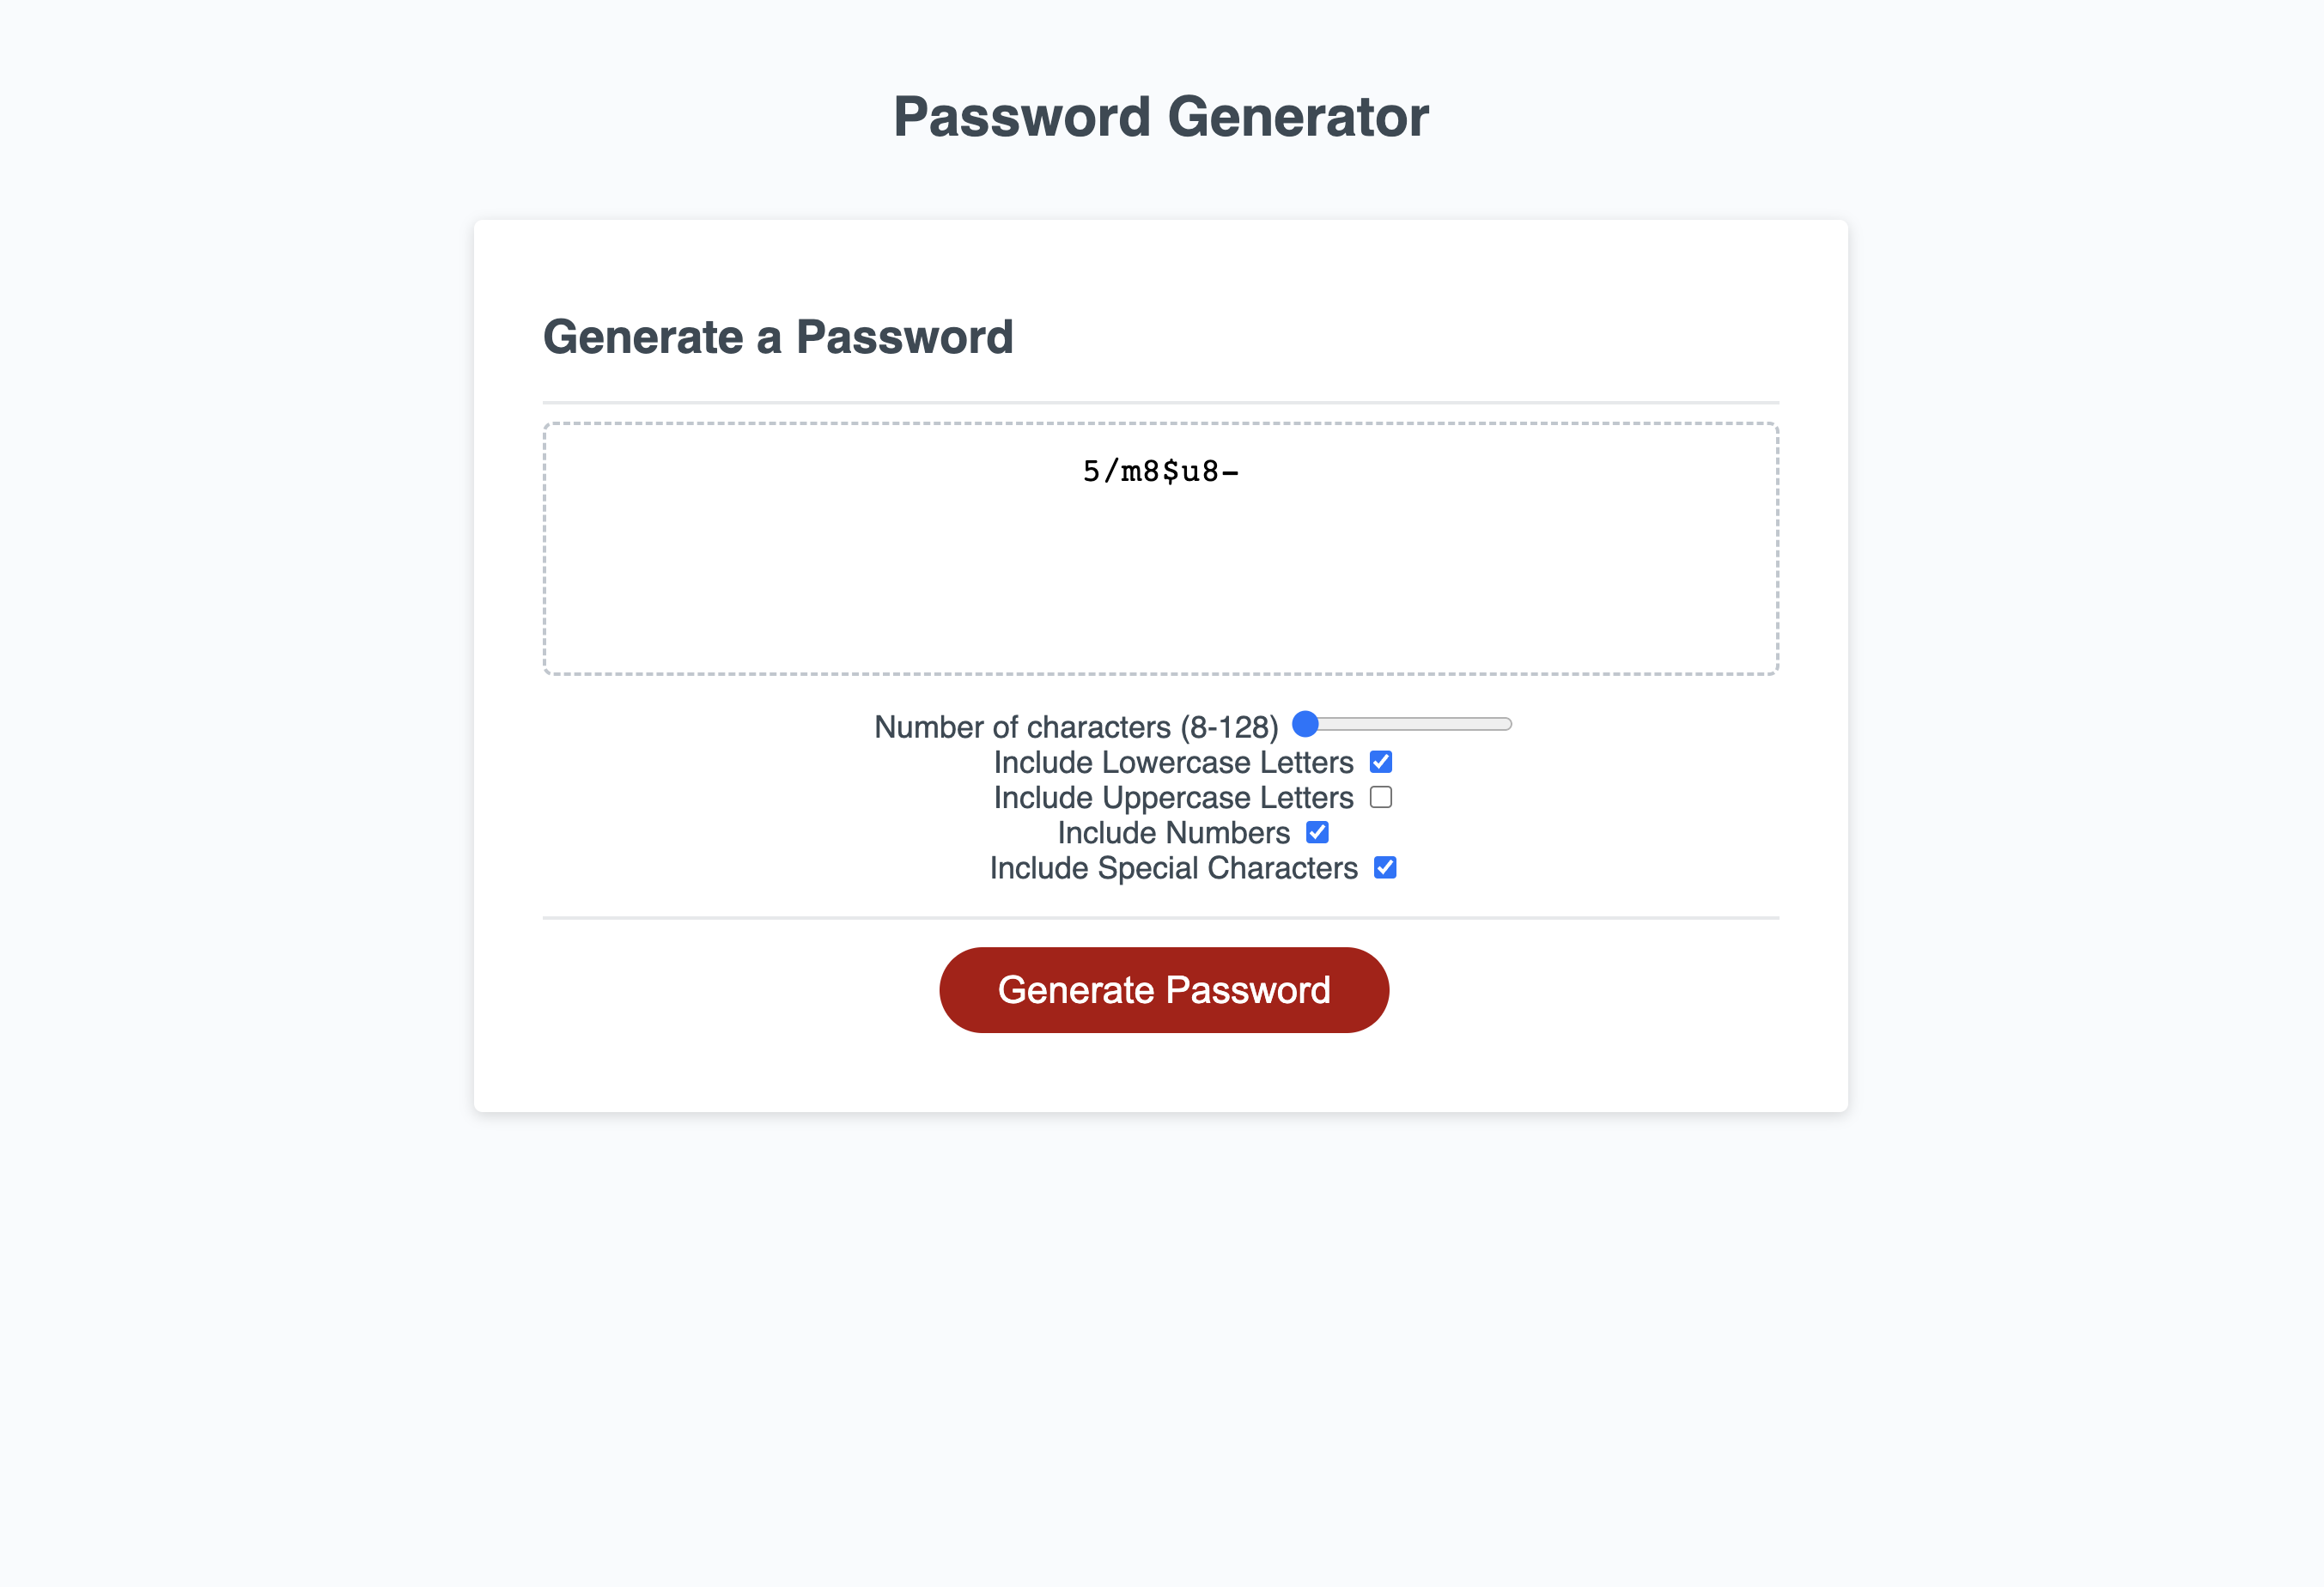 Password Generator
Generate a Password
5/m8$u8-
Number of characters (8-128)
Include Lowercase Letters
Include Uppercase Letters
Include Numbers
Include Special Characters
Generate Password